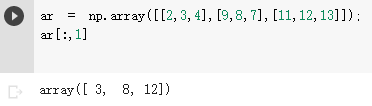 ar = np.array([[2,3,4],[9,8,7],[11,12,13]]);
ar[:,1]
array([ 3, 8, 12])